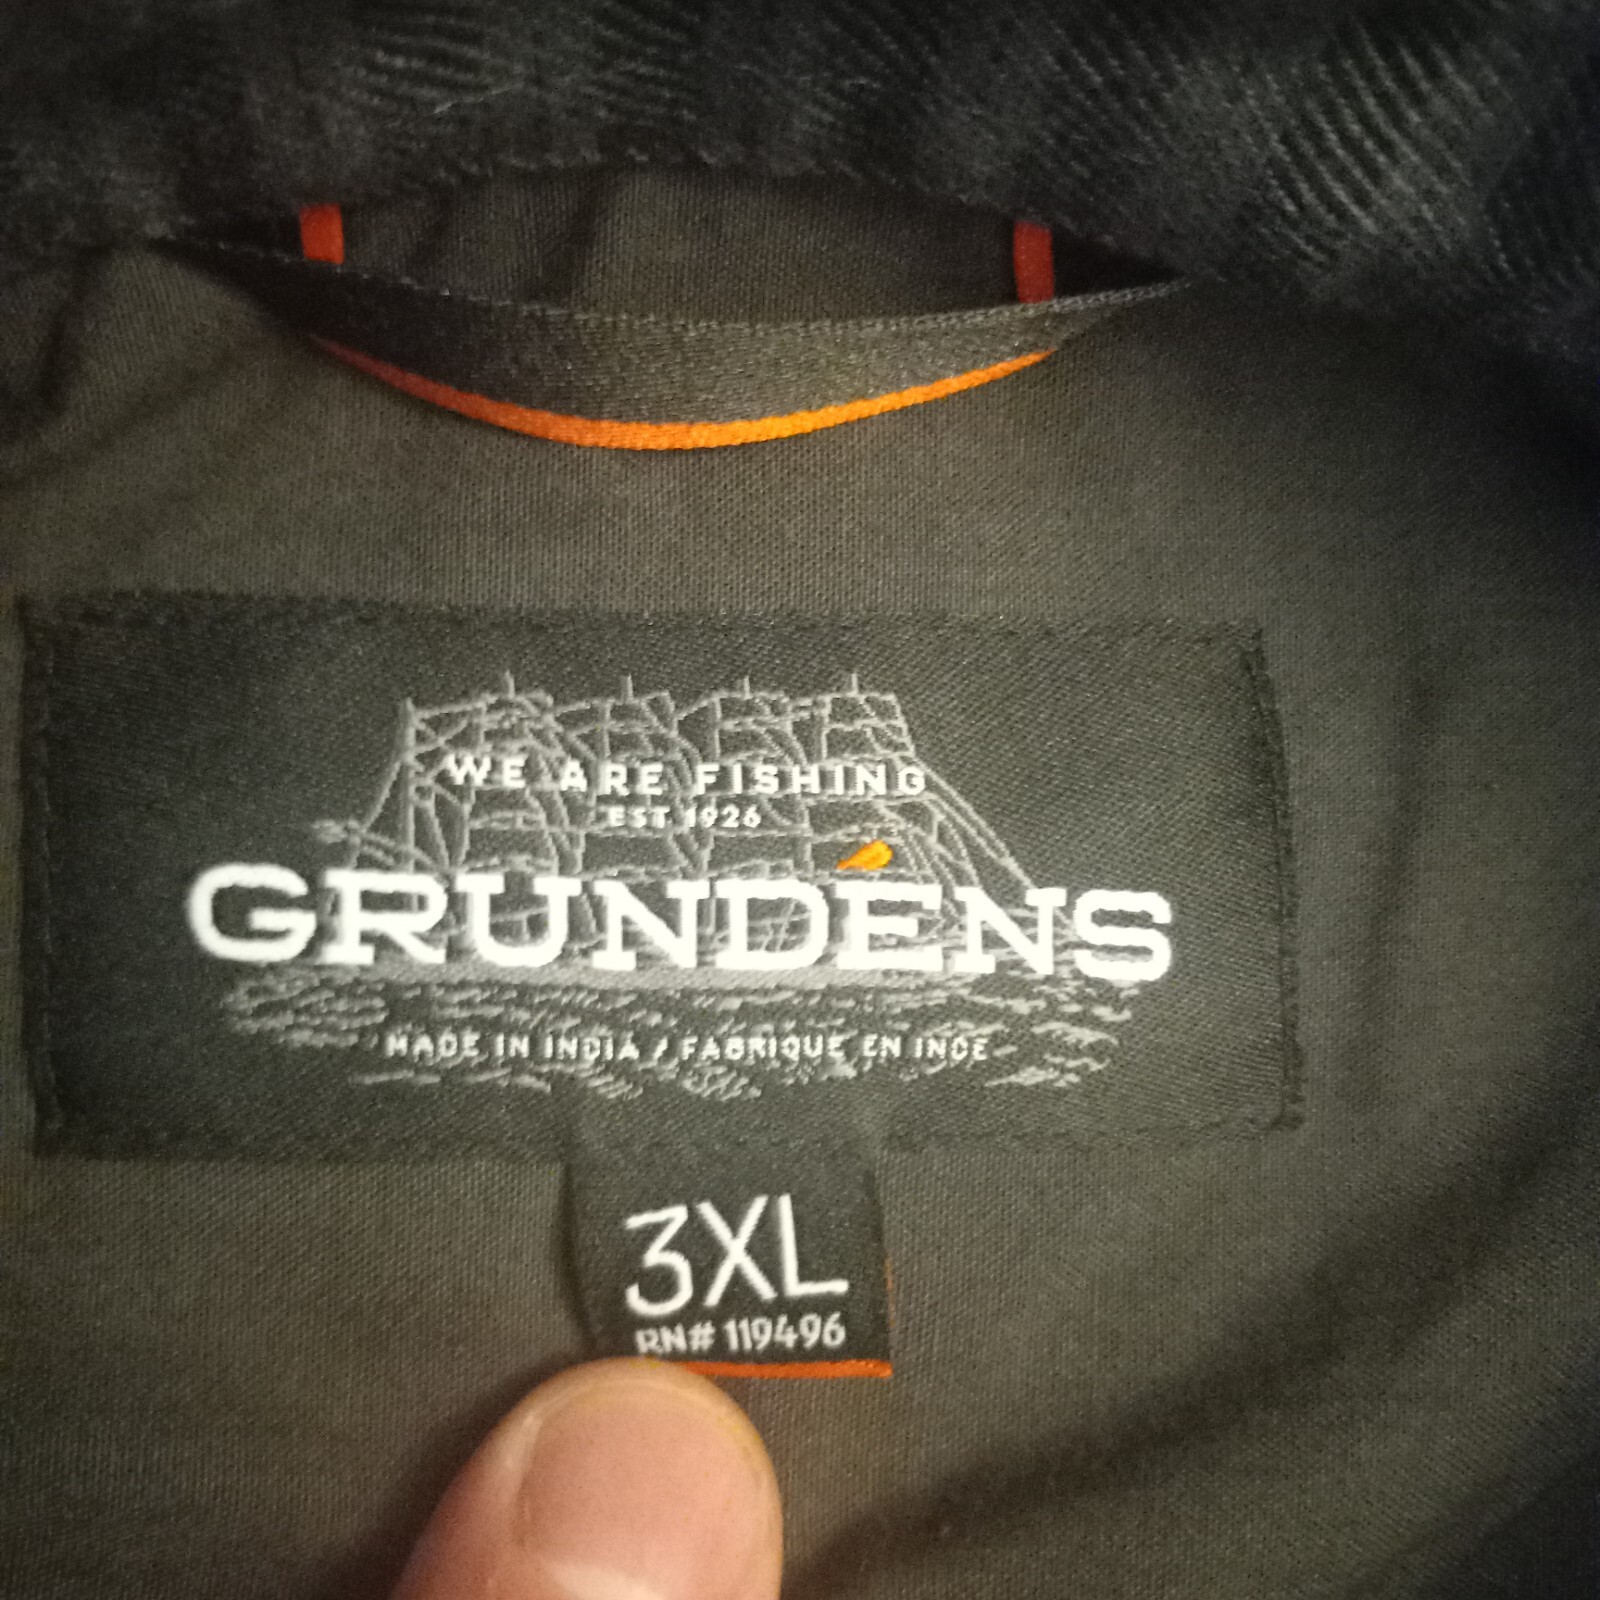 WE ARE FISHING
EST 1926
GRUNDÉNS
MADE IN INDIA / FABRIQUE EN INDE
3XL
RN# 119496